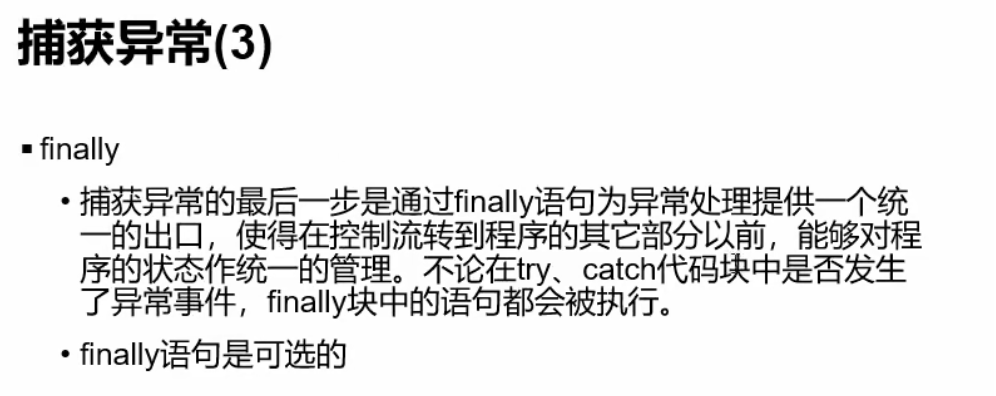 捕获异常(3)
▪ finally
• 捕获异常的最后一步是通过finally语句为异常处理提供一个统
一的出口，使得在控制流转到程序的其它部分以前，能够对程
序的状态作统一的管理。不论在try、catch代码块中是否发生
了异常事件，finally块中的语句都会被执行。
• finally语句是可选的